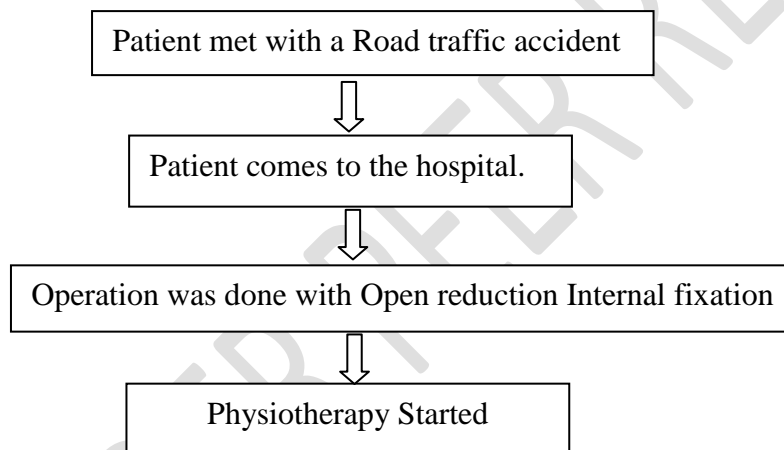 Patient met with a Road traffic accident
Patient comes to the hospital.
Operation was done with Open reduction Internal fixation
Physiotherapy Started